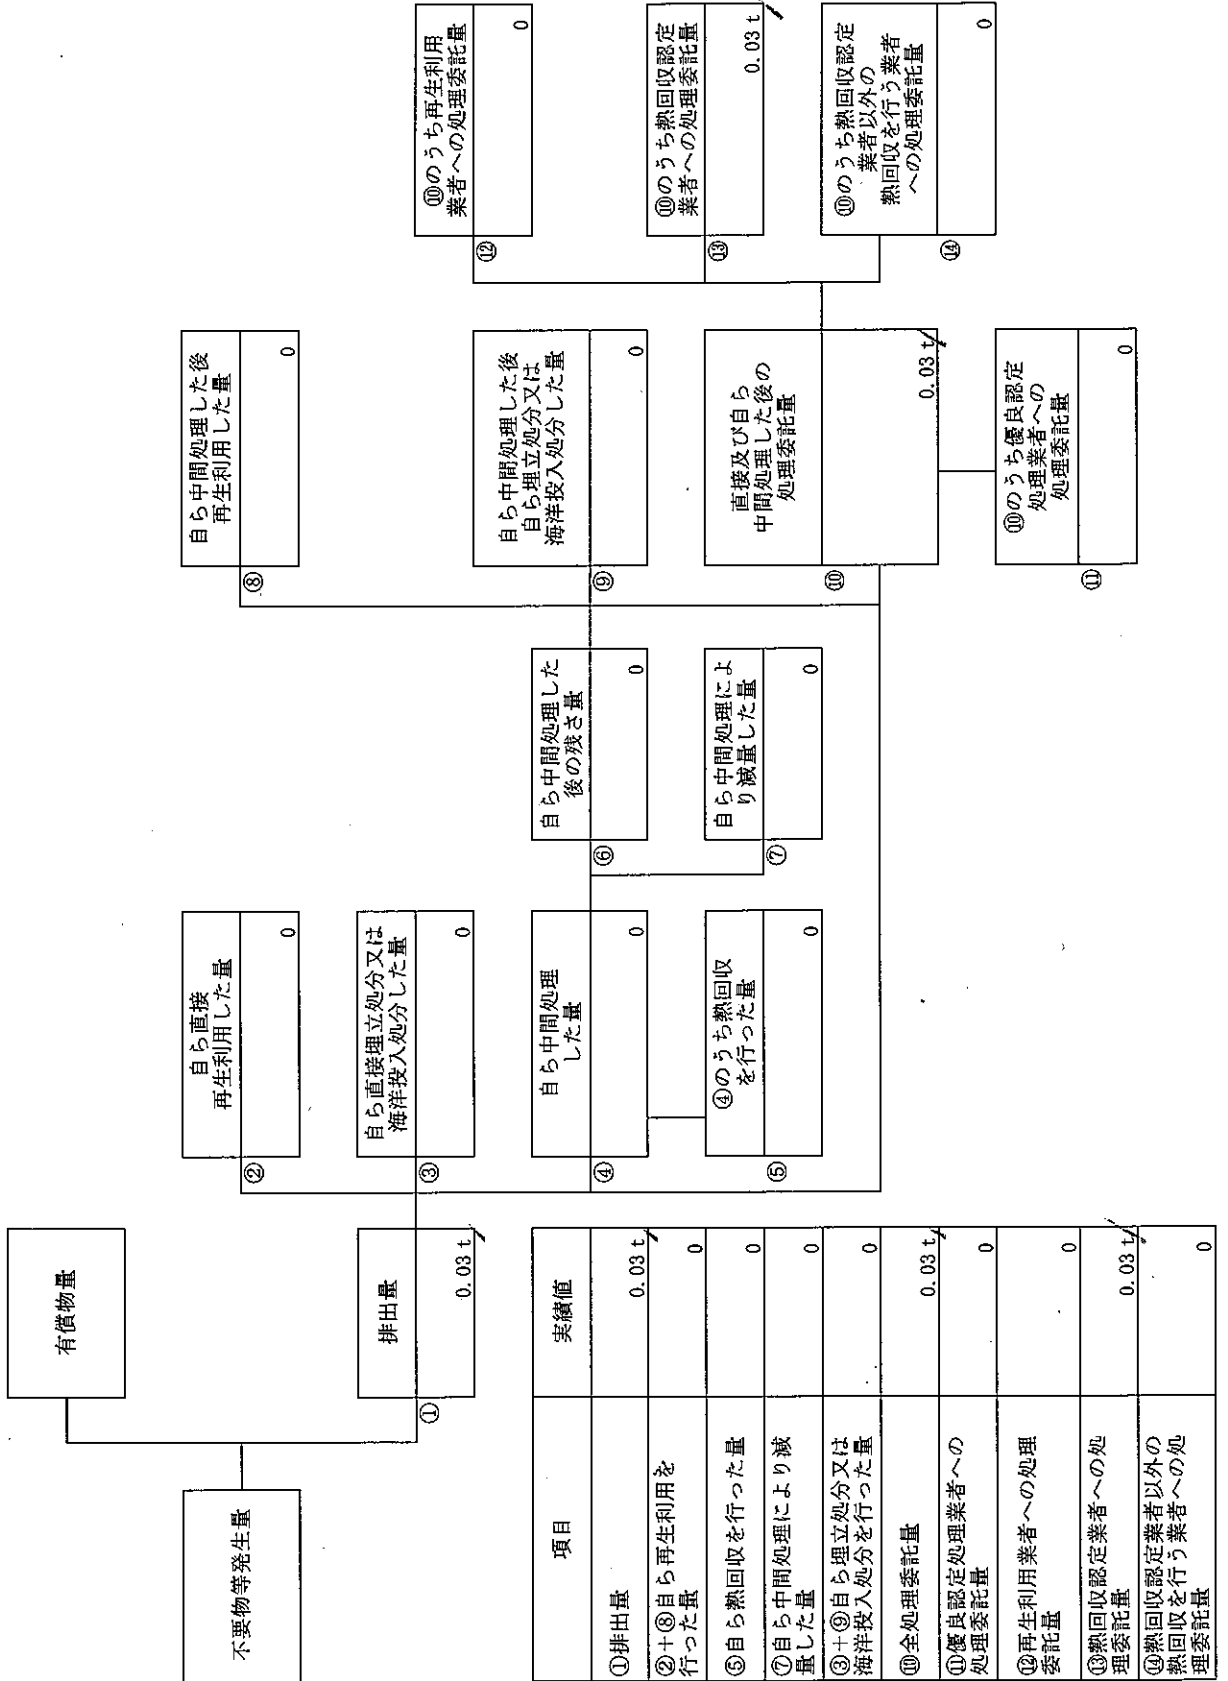 不要物等発生量
有償物量
排出量
①
0.03 t
自ら直接
再生利用した量
②
0
自ら直接埋立処分又は
海洋投入処分した量
③
0
自ら中間処理
した量
④
0
④のうち熱回収
を行った量
⑤
0
自ら中間処理した
後の残さ量
⑥
0
自ら中間処理によ
り減量した量
⑦
0
自ら中間処理した後
再生利用した量
⑧
0
自ら中間処理した後
自ら埋立処分又は
海洋投入処分した量
⑨
0
直接及び自ら
中間処理した後の
処理委託量
⑩
0.03 t
⑩のうち優良認定
処理業者への
処理委託量
⑪
0
⑩のうち再生利用
業者への処理委託量
⑫
0
⑩のうち熱回収認定
業者への処理委託量
⑬
0.03 t
⑩のうち熱回収認定
業者以外の
熱回収を行う業者
への処理委託量
⑭
0
項目 実績値
①排出量 0.03 t
②+⑧自ら再生利用を
行った量 0
⑤自ら熱回収を行った量 0
⑦自ら中間処理により減
量した量 0
③+⑨自ら埋立処分又は
海洋投入処分を行った量 0
⑩全処理委託量 0.03 t
⑪優良認定処理業者への
処理委託量 0
⑫再生利用業者への処理
委託量 0
⑬熱回収認定業者への処
理委託量 0.03 t
⑭熱回収認定業者以外の
熱回収を行う業者への処
理委託量 0